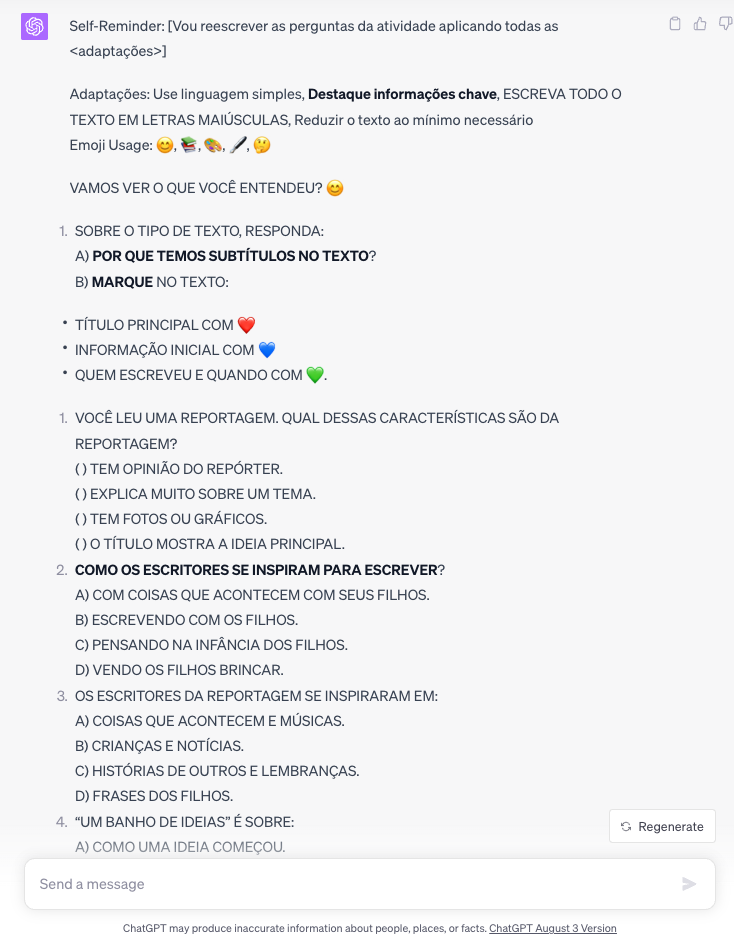 Self-Reminder: [Vou reescrever as perguntas da atividade aplicando todas as
<adaptações>]
Adaptações: Use linguagem simples, Destaque informações chave, ESCREVA TODO O
TEXTO EM LETRAS MAIÚSCULAS, Reduzir o texto ao mínimo necessário
Emoji Usage: 😊, 📚, 🎨, 🖋️, 🤔
VAMOS VER O QUE VOCÊ ENTENDEU? 😊
1. SOBRE O TIPO DE TEXTO, RESPONDA:
A) POR QUE TEMOS SUBTÍTULOS NO TEXTO?
B) MARQUE NO TEXTO:
• TÍTULO PRINCIPAL COM ❤️
• INFORMAÇÃO INICIAL COM 💙
• QUEM ESCREVEU E QUANDO COM 💚.
1. VOCÊ LEU UMA REPORTAGEM. QUAL DESSAS CARACTERÍSTICAS SÃO DA
REPORTAGEM?
( ) TEM OPINIÃO DO REPÓRTER.
( ) EXPLICA MUITO SOBRE UM TEMA.
( ) TEM FOTOS OU GRÁFICOS.
( ) O TÍTULO MOSTRA A IDEIA PRINCIPAL.
2. COMO OS ESCRITORES SE INSPIRAM PARA ESCREVER?
A) COM COISAS QUE ACONTECEM COM SEUS FILHOS.
B) ESCREVENDO COM OS FILHOS.
C) PENSANDO NA INFÂNCIA DOS FILHOS.
D) VENDO OS FILHOS BRINCAR.
3. OS ESCRITORES DA REPORTAGEM SE INSPIRARAM EM:
A) COISAS QUE ACONTECEM E MÚSICAS.
B) CRIANÇAS E NOTÍCIAS.
C) HISTÓRIAS DE OUTROS E LEMBRANÇAS.
D) FRASES DOS FILHOS.
4. “UM BANHO DE IDEIAS” É SOBRE:
A) COMO UMA IDEIA COMEÇOU.
Regenerate
Send a message
ChatGPT may produce inaccurate information about people, places, or facts. ChatGPT August 3 Version